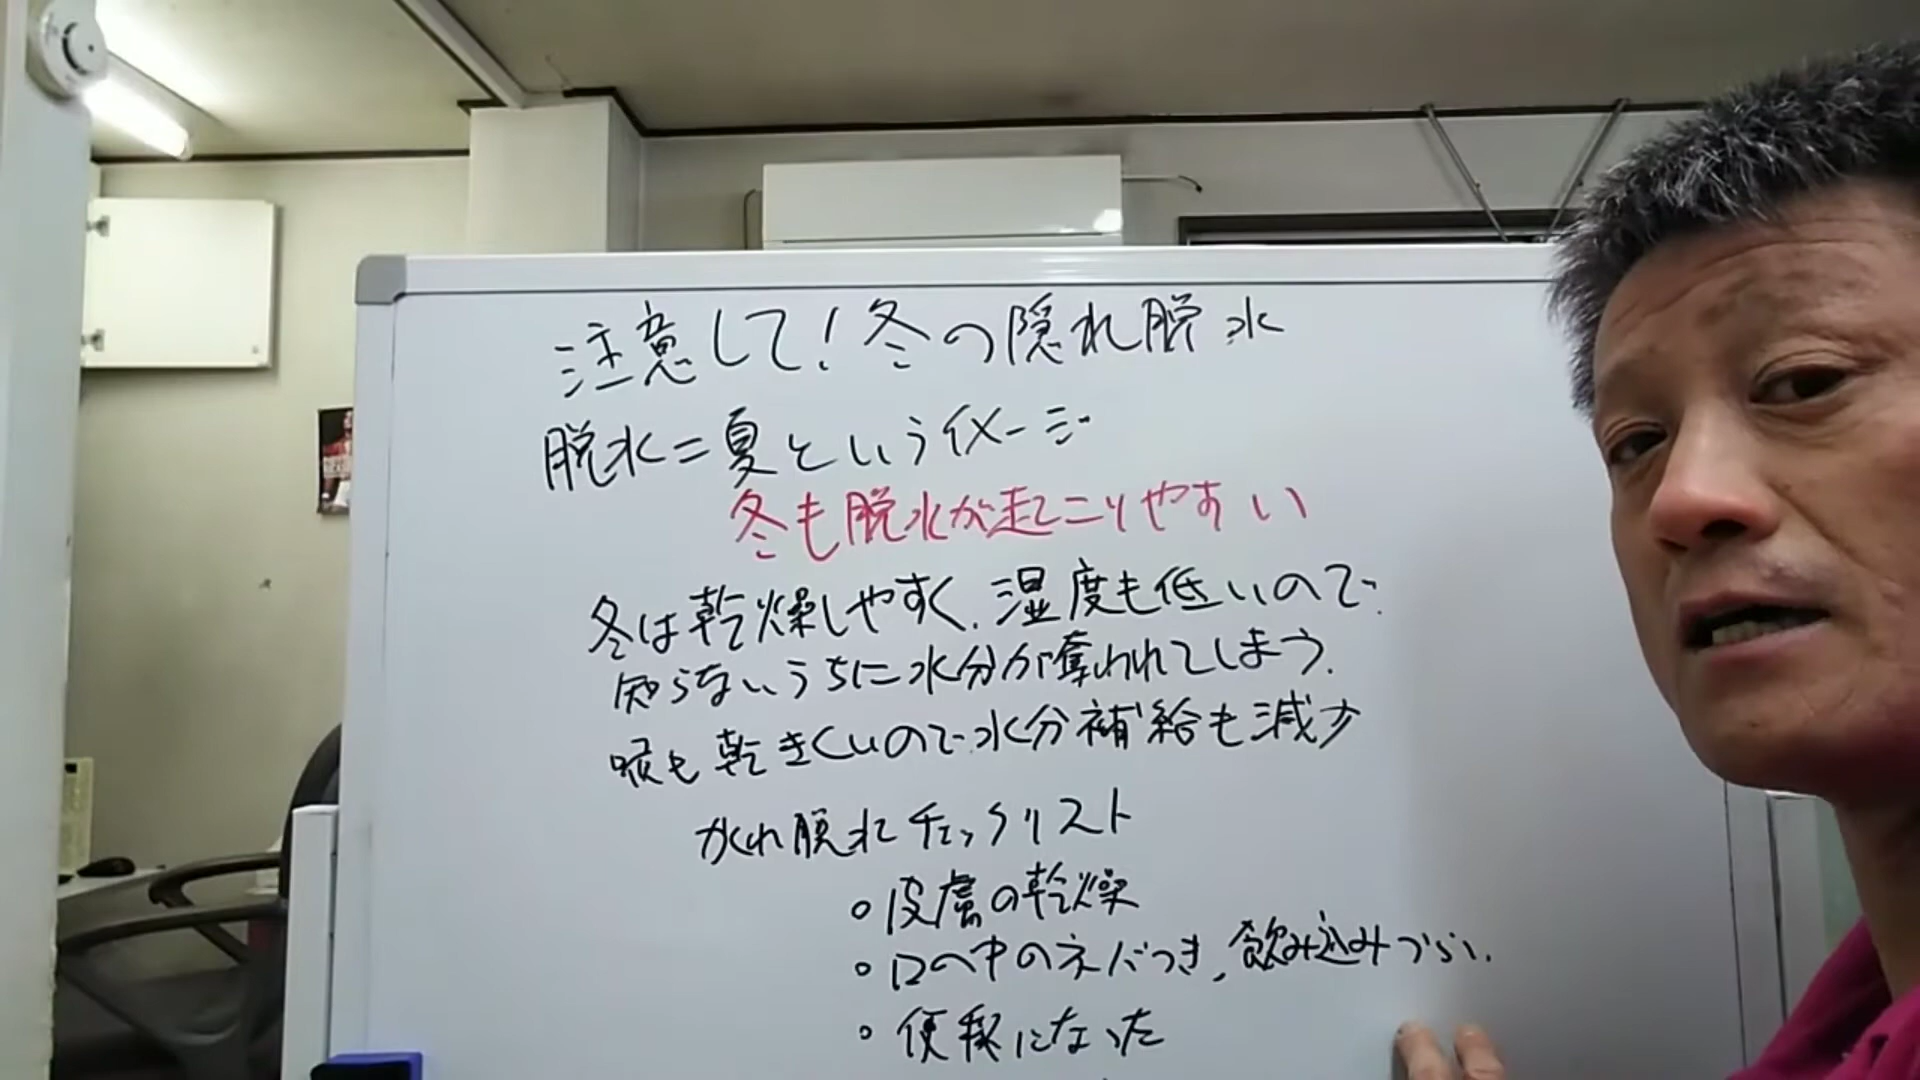 注意して!冬の隠れ脱水
脱水=夏というイメージ
冬も脱水が起こりやすい
冬は乾燥しやすく、湿度も低いので
知らないうちに水分が奪われてしまう。
喉も乾きくいので水分補給も減少
かくれ脱水チェックリスト
○皮膚の乾燥
○口の中のネバつき、飲み込みづらい、
○便秘になった